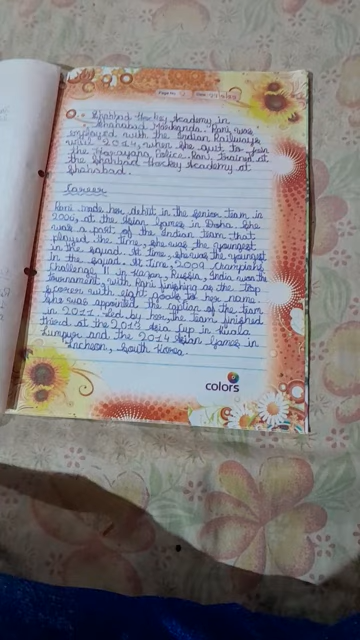 Page No. 2 Date
Shahbad Hockey Academy in
Shahabad Markanda. Rani was
employed with the Indian Railways
until 2014, when she quit to join
the Harayana Police. Rani, trained at
the Shahbad Hockey Academy at
Shahabad.
Career
Rani made her debut in the senior team in
2006, at the Asian Games in Doha. She
was a part of the Indian team that
played the time, she was the youngest
in the squad. At time, she was the youngest
in the squad. At time, 2009 Champions
Challenge II in Kazan, Russia, India won the
tournament, with Rani finishing as the Top
Scorer with eight goals to her name
She was appointed the captain of the team
in 2011. Led by her, the team finished
third at the 2013 Asia Cup in Kuala
Lumpur and the 2014 Asian Games in
Incheon, South Korea.
colors